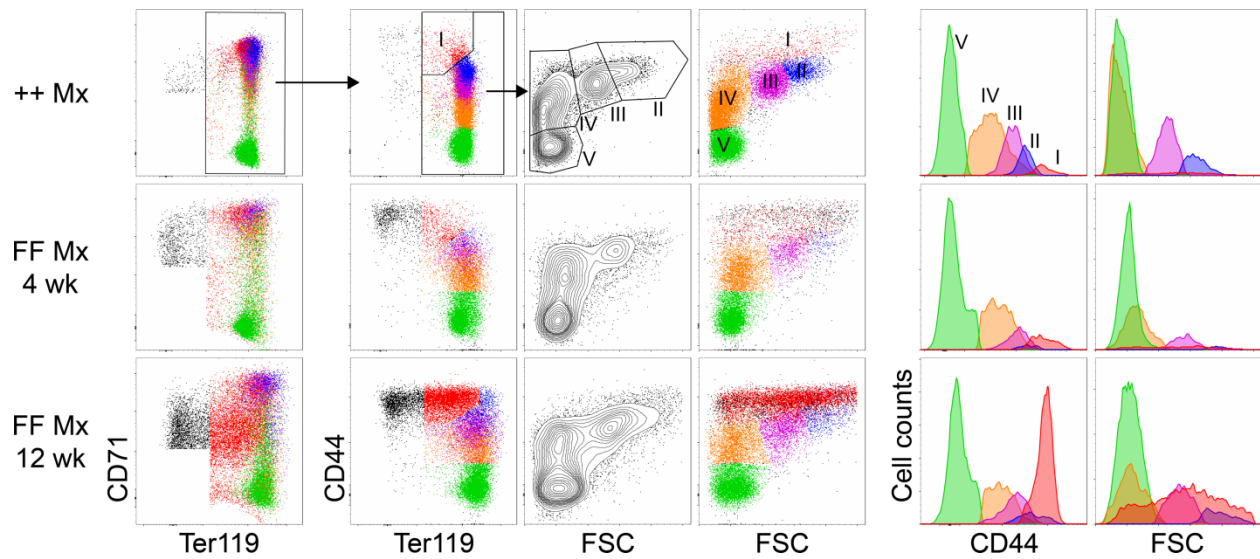 ++ Mx
I
IV
III
II
V
I
II
III
IV
V
V
IV
III
II
I
FF Mx
4 wk
FF Mx
12 wk
CD71
CD44
Cell counts
Ter119
Ter119
FSC
FSC
CD44
FSC